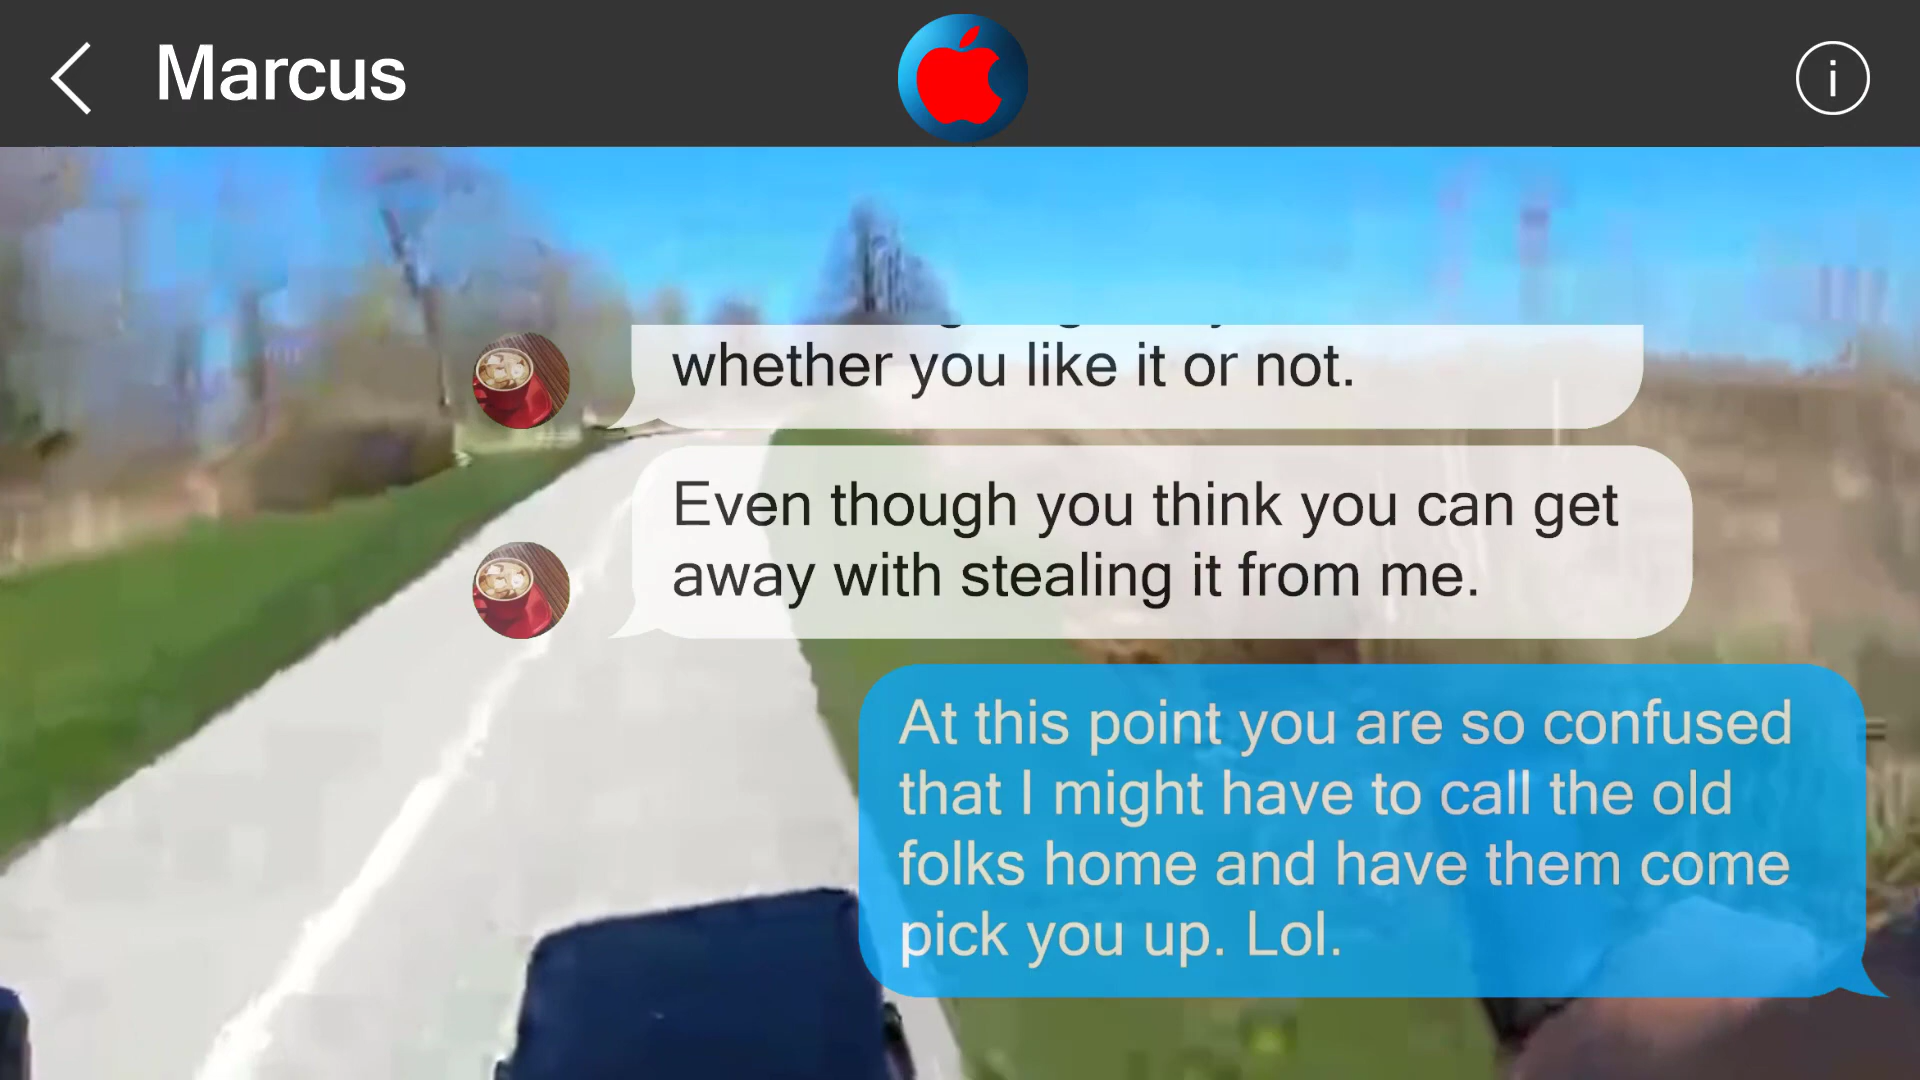 Marcus
i
whether you like it or not.
Even though you think you can get
away with stealing it from me.
At this point you are so confused
that I might have to call the old
folks home and have them come
pick you up. Lol.